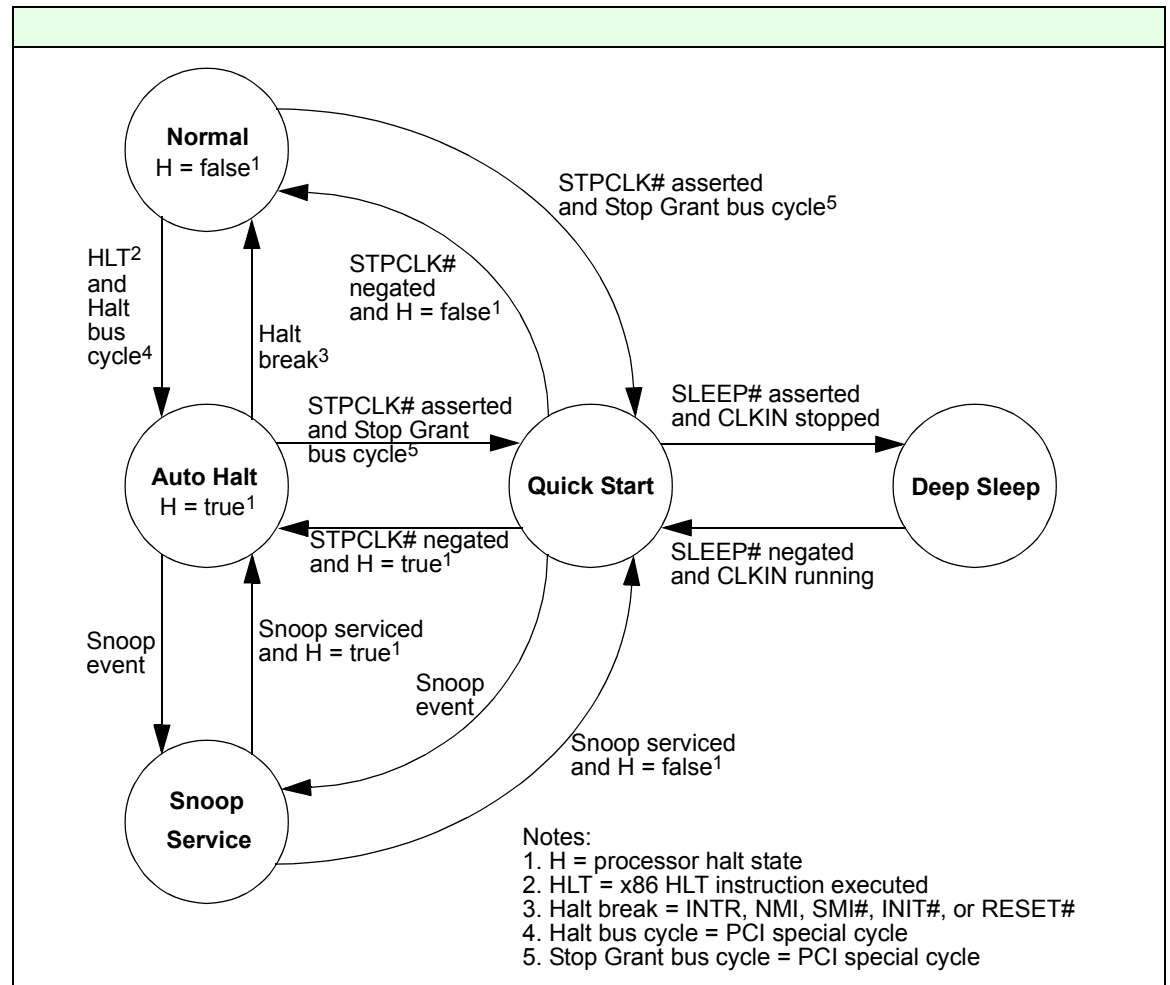 Normal
H = false1
STPCLK# asserted
and Stop Grant bus cycle5
HLT2
and
Halt
bus
cycle4
STPCLK#
negated
and H = false1
Halt
break3
STPCLK# asserted
and Stop Grant
bus cycle5
SLEEP# asserted
and CLKIN stopped
Auto Halt
H = true1
Quick Start
Deep Sleep
STPCLK# negated
and H = true1
SLEEP# negated
and CLKIN running
Snoop
event
Snoop serviced
and H = true1
Snoop
event
Snoop serviced
and H = false1
Snoop
Service
Notes:
1. H = processor halt state
2. HLT = x86 HLT instruction executed
3. Halt break = INTR, NMI, SMI#, INIT#, or RESET#
4. Halt bus cycle = PCI special cycle
5. Stop Grant bus cycle = PCI special cycle